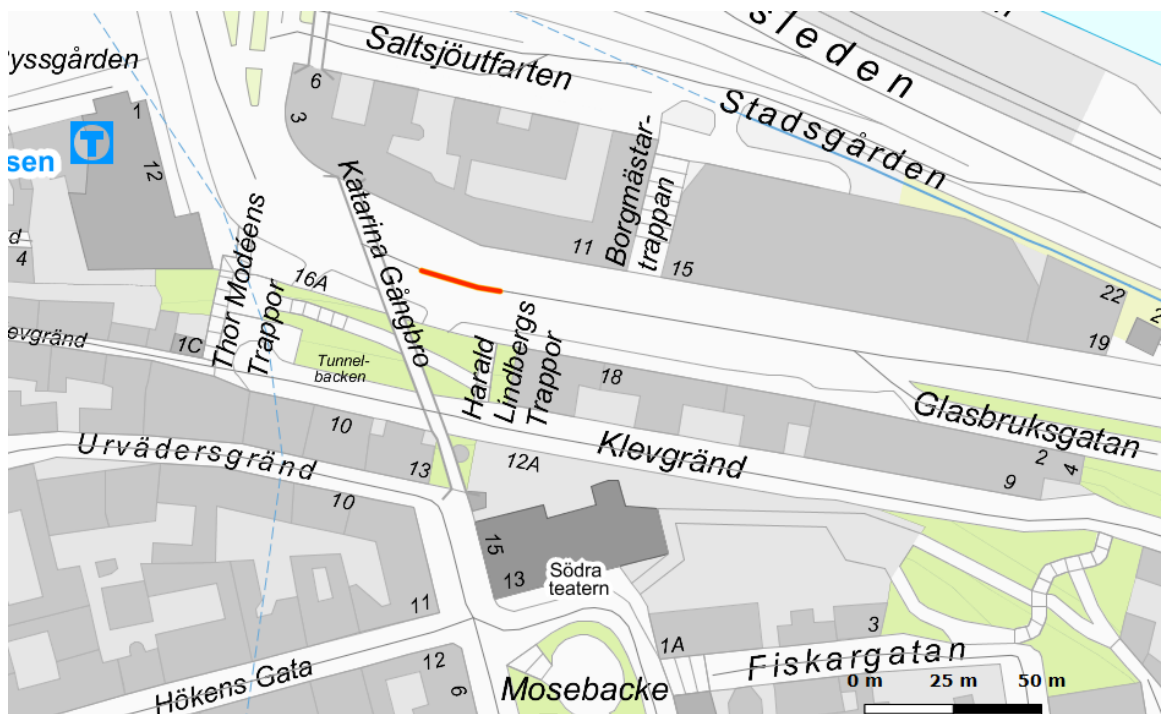 sleden
Saltsjöutfarten
yssgården
6
3
1
T
sen
12
Stadsgården
Borgmästar-
trappan
Katarina Gångbro
11
15
4
Thor Modéens
Trappor
16A
22
2
19
evgränd
1C
Tunnel-
backen
Harald
Lindbergs
Trappor
18
Glasbruksgatan
2
4
9
10
Urvädersgränd
13
12A
Klevgränd
10
15
13
Södra
teatern
11
3
1A
Fiskargatan
12
6
Hökens Gata
Mosebacke
0 m 25 m 50 m